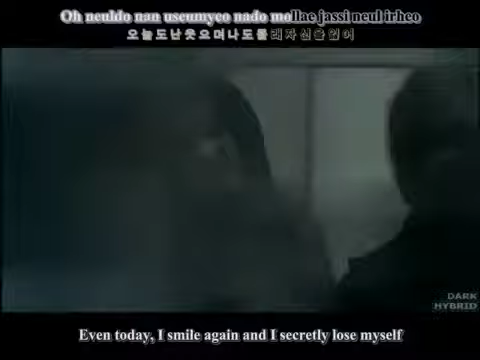 Oh neuldo nan useumyeo nado mollae jassi neul irheo
오늘도난웃으며나도몰래자신을잃어
DARK
HYBRID
Even today, I smile again and I secretly lose myself